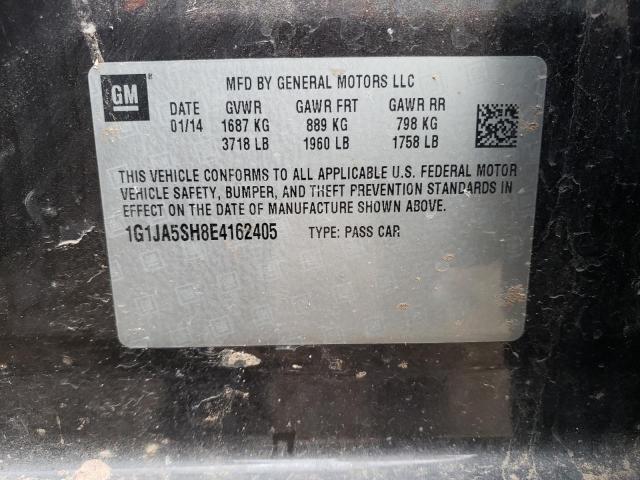 GM
MFD BY GENERAL MOTORS LLC
DATE GVWR GAWR FRT GAWR RR
01/14 1687 KG 889 KG 798 KG
3718 LB 1960 LB 1758 LB
THIS VEHICLE CONFORMS TO ALL APPLICABLE U.S. FEDERAL MOTOR
VEHICLE SAFETY, BUMPER, AND THEFT PREVENTION STANDARDS IN
EFFECT ON THE DATE OF MANUFACTURE SHOWN ABOVE.
1G1JA5SH8E4162405 TYPE: PASS CAR